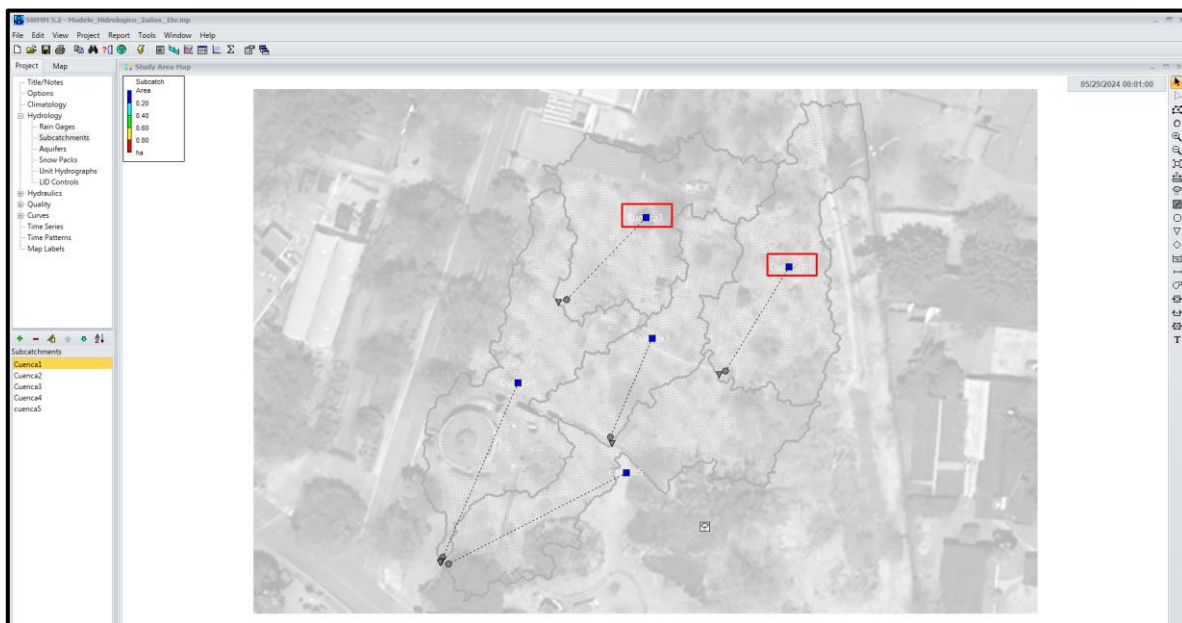 SWMM 5.2 - Modelo_Hidrologico_2años_1hr.inp
File Edit View Project Report Tools Window Help
Project Map
Title/Notes
Options
Climatology
Hydrology
Rain Gages
Subcatchments
Aquifers
Snow Packs
Unit Hydrographs
LID Controls
Hydraulics
Quality
Curves
Time Series
Time Patterns
Map Labels
Subcatchments
Cuenca1
Cuenca2
Cuenca3
Cuenca4
cuenca5
Study Area Map
Subcatch
Area
0.20
0.40
0.60
0.80
ha
05/29/2024 00:01:00
T